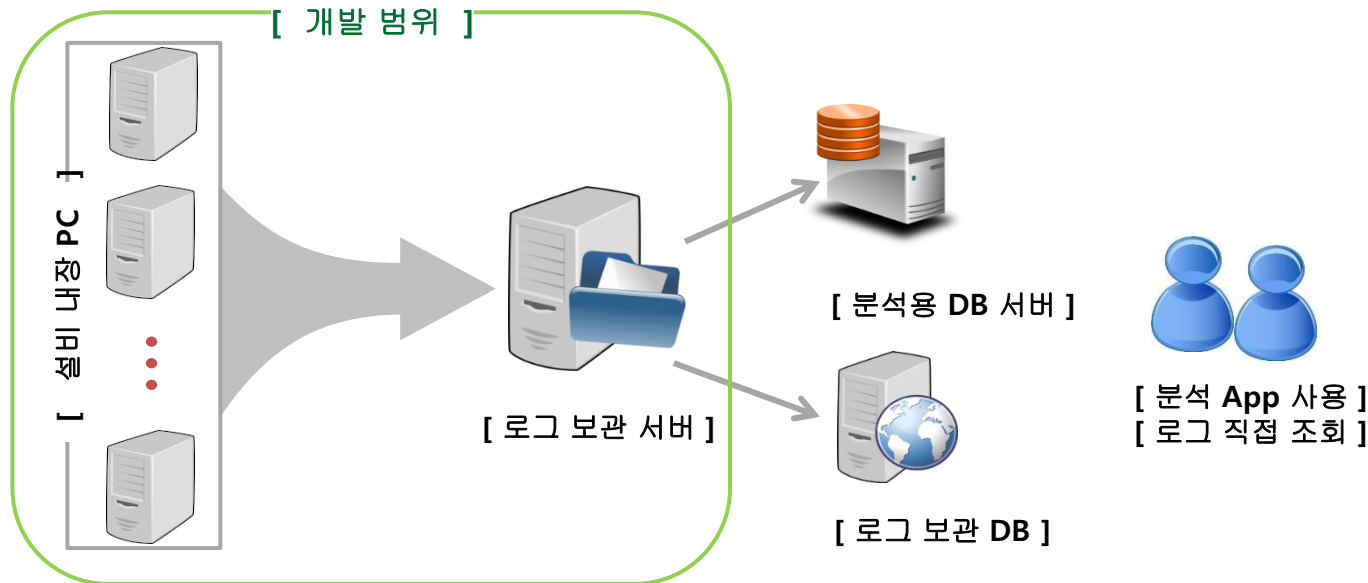 [ 개발 범위 ]
[ 설비 내장 PC ]
[ 로그 보관 서버 ]
[ 분석용 DB 서버 ]
[ 로그 보관 DB ]
[ 분석 App 사용 ]
[ 로그 직접 조회 ]